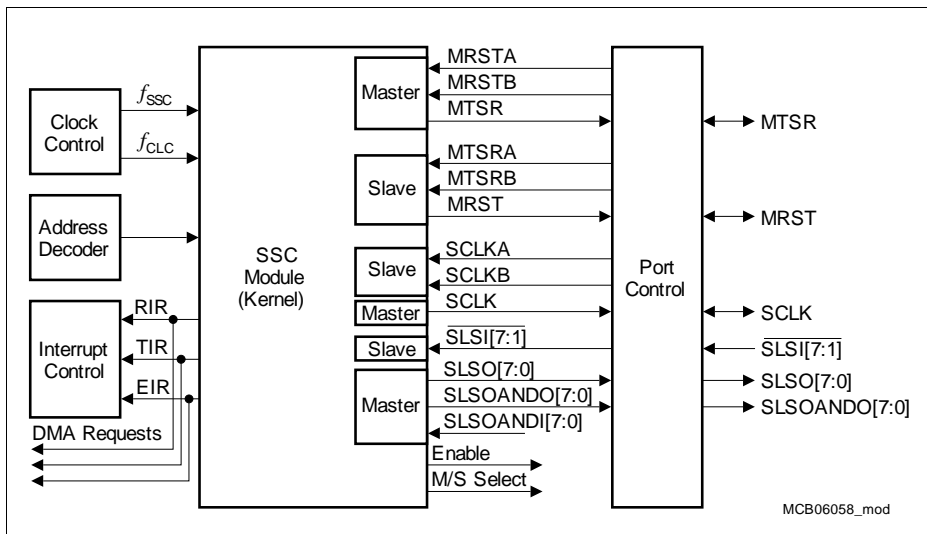 Clock
Control
f SSC
f CLC
Address
Decoder
Interrupt
Control
RIR
TIR
EIR
DMA Requests
SSC
Module
(Kernel)
Master
Slave
Slave
Master
Slave
Master
MRSTA
MRSTB
MTSR
MTSRA
MTSRB
MRST
SCLKA
SCLKB
SCLK
SLSI[7:1]
SLSO[7:0]
SLSOANDO[7:0]
SLSOANDI[7:0]
Enable
M/S Select
Port
Control
MTSR
MRST
SCLK
SLSI[7:1]
SLSO[7:0]
SLSOANDO[7:0]
MCB06058_mod